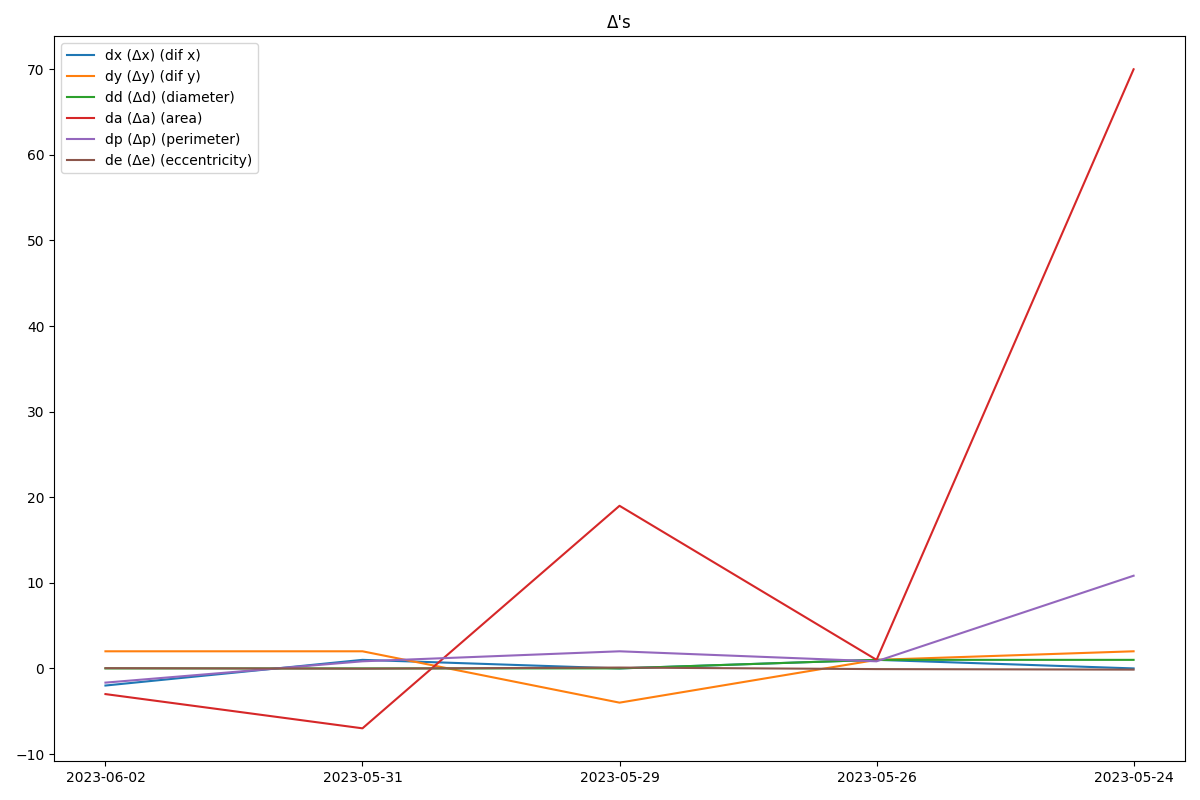 Δ's
dx (Δx) (dif x)
dy (Δy) (dif y)
dd (Δd) (diameter)
da (Δa) (area)
dp (Δp) (perimeter)
de (Δe) (eccentricity)
70
60
50
40
30
20
10
0
−10
2023-06-02 2023-05-31 2023-05-29 2023-05-26 2023-05-24